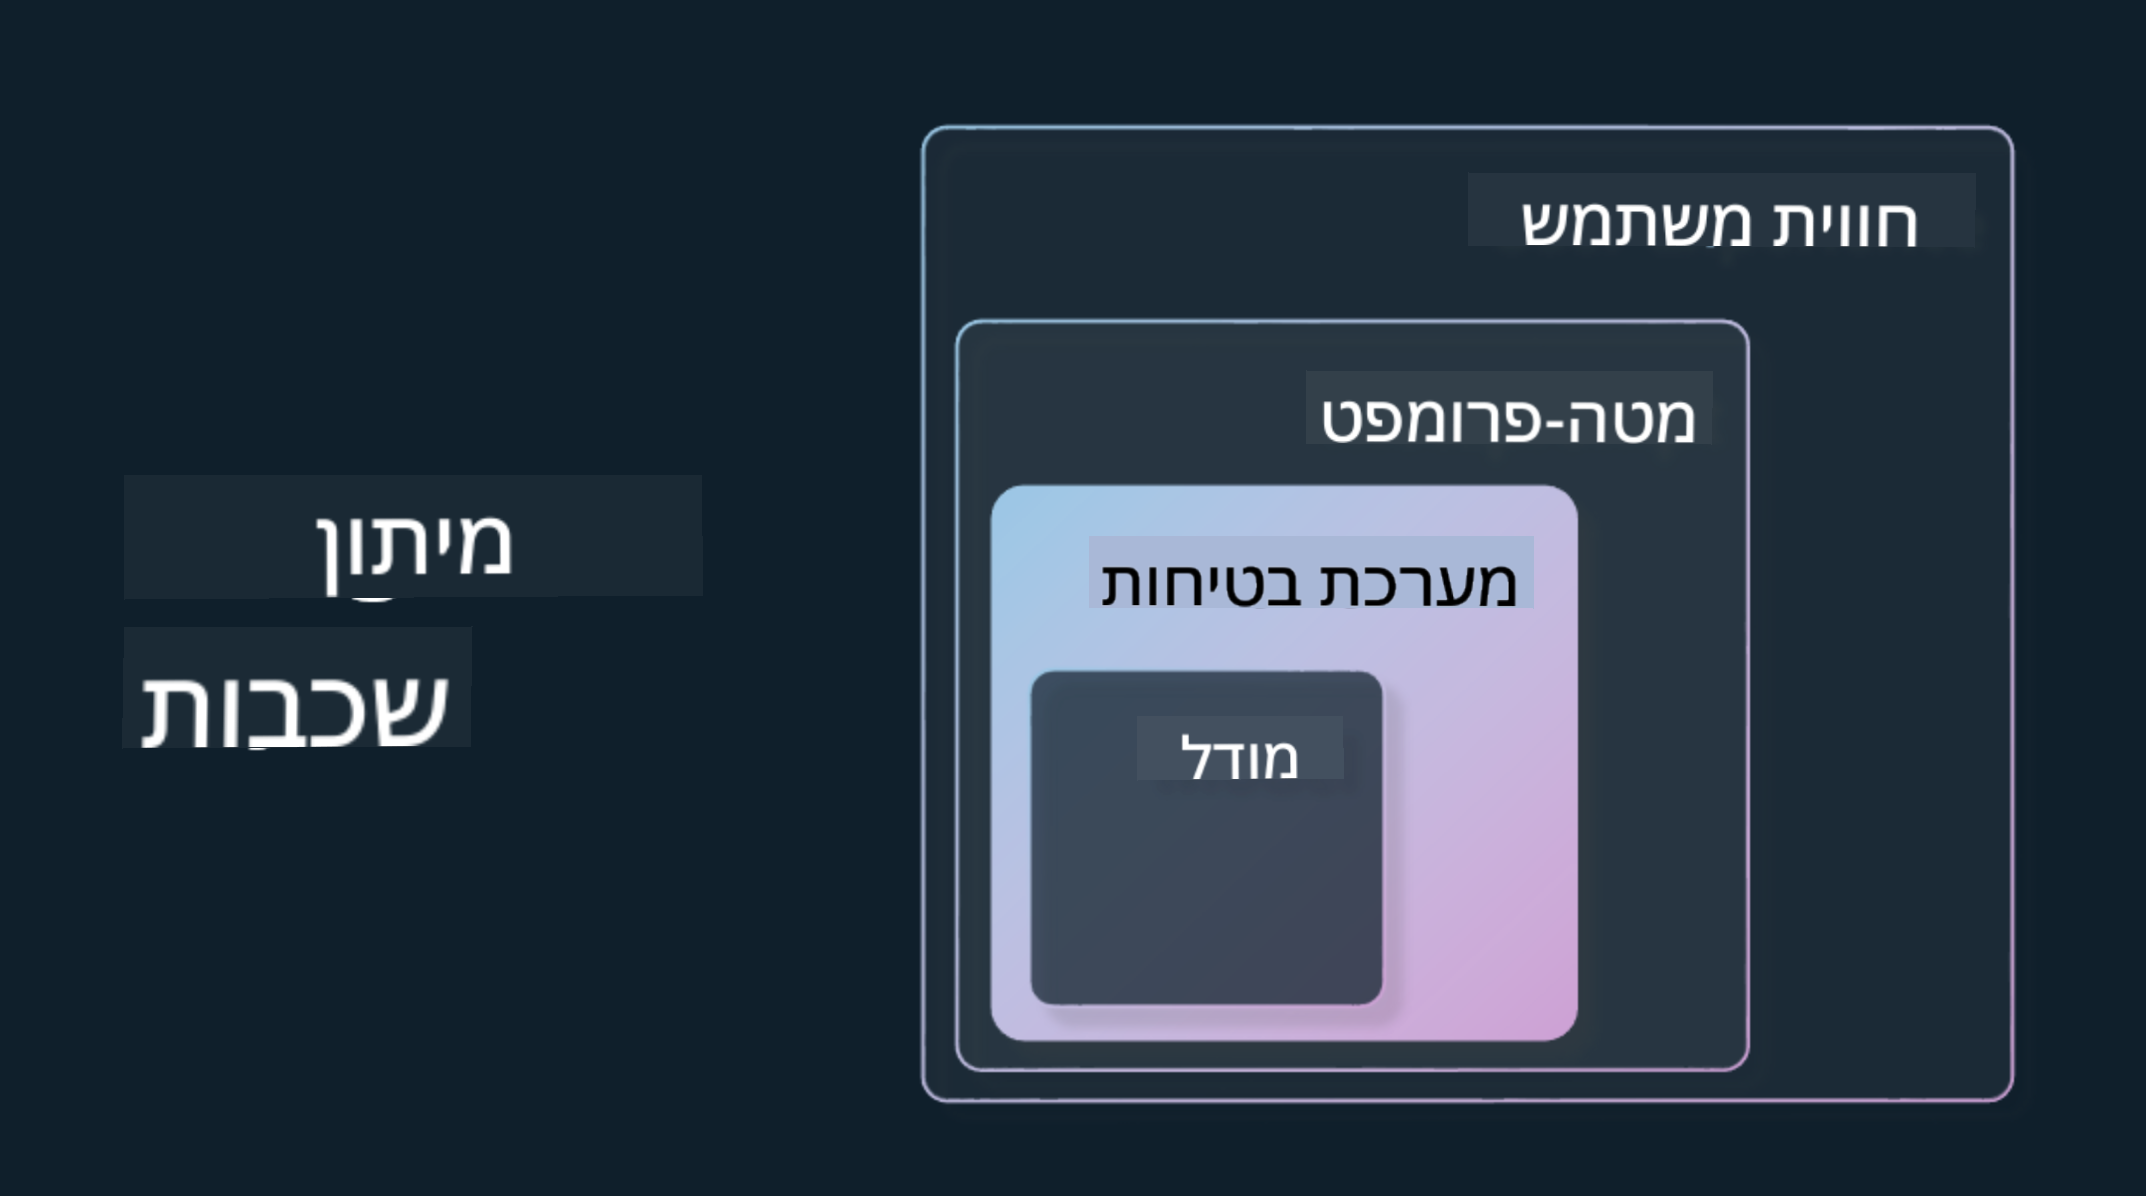 מיתון
שכבות
חווית משתמש
מטה-פרומפט
מערכת בטיחות
מודל